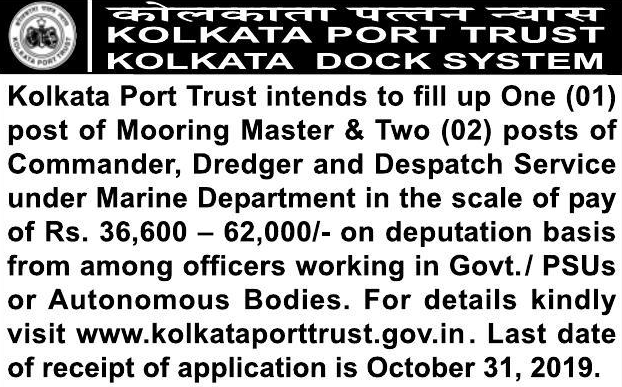 कोलकाता पत्तन न्यास
KOLKATA PORT TRUST
KOLKATA DOCK SYSTEM
KOLKATA PORT TRUST
Kolkata Port Trust intends to fill up One (01)
post of Mooring Master & Two (02) posts of
Commander, Dredger and Despatch Service
under Marine Department in the scale of pay
of Rs. 36,600 – 62,000/- on deputation basis
from among officers working in Govt./ PSUs
or Autonomous Bodies. For details kindly
visit www.kolkataporttrust.gov.in. Last date
of receipt of application is October 31, 2019.